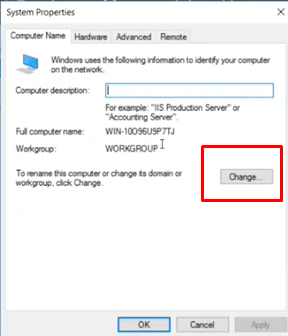 System Properties
Computer Name Hardware Advanced Remote
Windows uses the following information to identify your computer
on the network.
Computer description:
For example: "IIS Production Server" or
"Accounting Server".
Full computer name: WIN-10O96U9P7TJ
Workgroup: WORKGROUP
To rename this computer or change its domain or
workgroup, click Change.
Change...
OK Cancel Apply